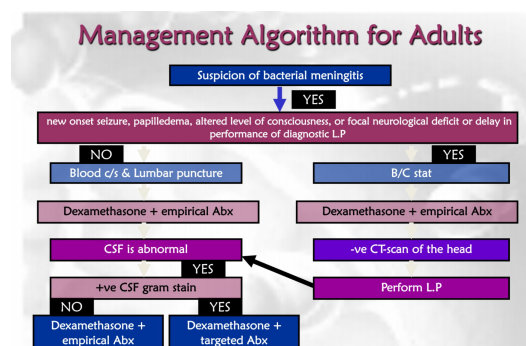 Management Algorithm for Adults
Suspicion of bacterial meningitis
YES
new onset seizure, papilledema, altered level of consciousness, or focal neurological deficit or delay in
performance of diagnostic L.P
NO
YES
Blood c/s & Lumbar puncture
B/C stat
Dexamethasone + empirical Abx
Dexamethasone + empirical Abx
CSF is abnormal
-ve CT-scan of the head
YES
+ve CSF gram stain
Perform L.P
NO
YES
Dexamethasone +
empirical Abx
Dexamethasone +
targeted Abx